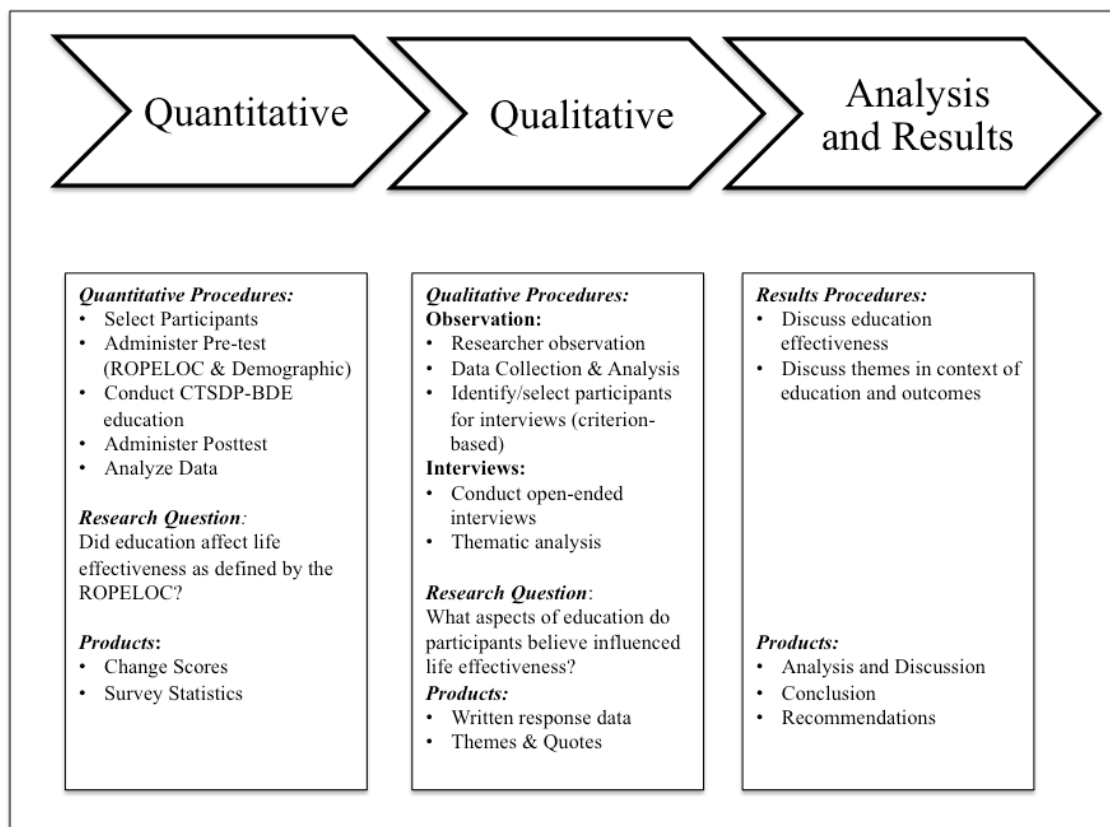 Quantitative
Qualitative
Analysis
and Results
Quantitative Procedures:
• Select Participants
• Administer Pre-test
(ROPELOC & Demographic)
• Conduct CTSDP-BDE
education
• Administer Posttest
• Analyze Data
Research Question:
Did education affect life
effectiveness as defined by the
ROPELOC?
Products:
• Change Scores
• Survey Statistics
Qualitative Procedures:
Observation:
• Researcher observation
• Data Collection & Analysis
• Identify/select participants
for interviews (criterion-
based)
Interviews:
• Conduct open-ended
interviews
• Thematic analysis
Research Question:
What aspects of education do
participants believe influenced
life effectiveness?
Products:
• Written response data
• Themes & Quotes
Results Procedures:
• Discuss education
effectiveness
• Discuss themes in context of
education and outcomes
Products:
• Analysis and Discussion
• Conclusion
• Recommendations